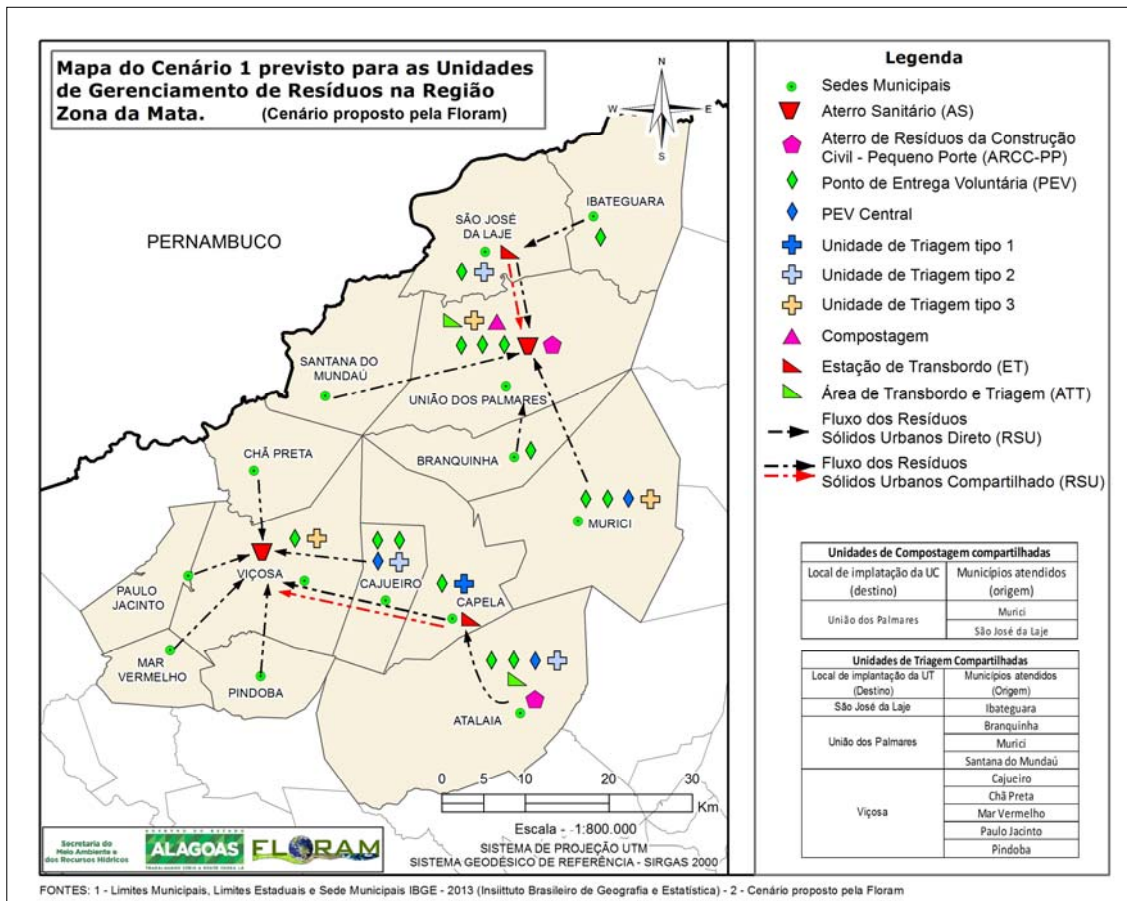 Mapa do Cenário 1 previsto para as Unidades
de Gerenciamento de Resíduos na Região
Zona da Mata. (Cenário proposto pela Floram)
N
W
E
S
PERNAMBUCO
IBATEGUARA
SÃO JOSÉ
DA LAJE
SANTANA DO
MUNDAÚ
UNIÃO DOS PALMARES
CHÃ PRETA
BRANQUINHA
MURICI
PAULO
JACINTO
VIÇOSA
CAJUEIRO
CAPELA
MAR
VERMELHO
PINDOBA
ATALAIA
0 5 10 20 30
Km
Escala - 1:800.000
SISTEMA DE PROJEÇÃO UTM
SISTEMA GEODÉSICO DE REFERÊNCIA - SIRGAS 2000
Secretaria do
Meio Ambiente e
dos Recursos Hídricos
GOVERNO DO ESTADO
ALAGOAS
FLORAM
Legenda
Sedes Municipais
Aterro Sanitário (AS)
Aterro de Resíduos da Construção
Civil - Pequeno Porte (ARCC-PP)
Ponto de Entrega Voluntária (PEV)
PEV Central
Unidade de Triagem tipo 1
Unidade de Triagem tipo 2
Unidade de Triagem tipo 3
Compostagem
Estação de Transbordo (ET)
Área de Transbordo e Triagem (ATT)
Fluxo dos Resíduos
Sólidos Urbanos Direto (RSU)
Fluxo dos Resíduos
Sólidos Urbanos Compartilhado (RSU)
Unidades de Compostagem compartilhadas
Local de implatação da UC
(destino)
Municípios atendidos
(origem)
União dos Palmares
Murici
São José da Laje
Unidades de Triagem Compartilhadas
Local de implantação da UT
(Destino)
Municípios atendidos
(Origem)
São José da Laje
Ibateguara
União dos Palmares
Branquinha
Murici
Santana do Mundaú
Viçosa
Cajueiro
Chã Preta
Mar Vermelho
Paulo Jacinto
Pindoba
FONTES: 1 - Limites Municipais, Limites Estaduais e Sede Municipais IBGE - 2013 (Insiituto Brasileiro de Geografia e Estatística) - 2 - Cenário proposto pela Floram